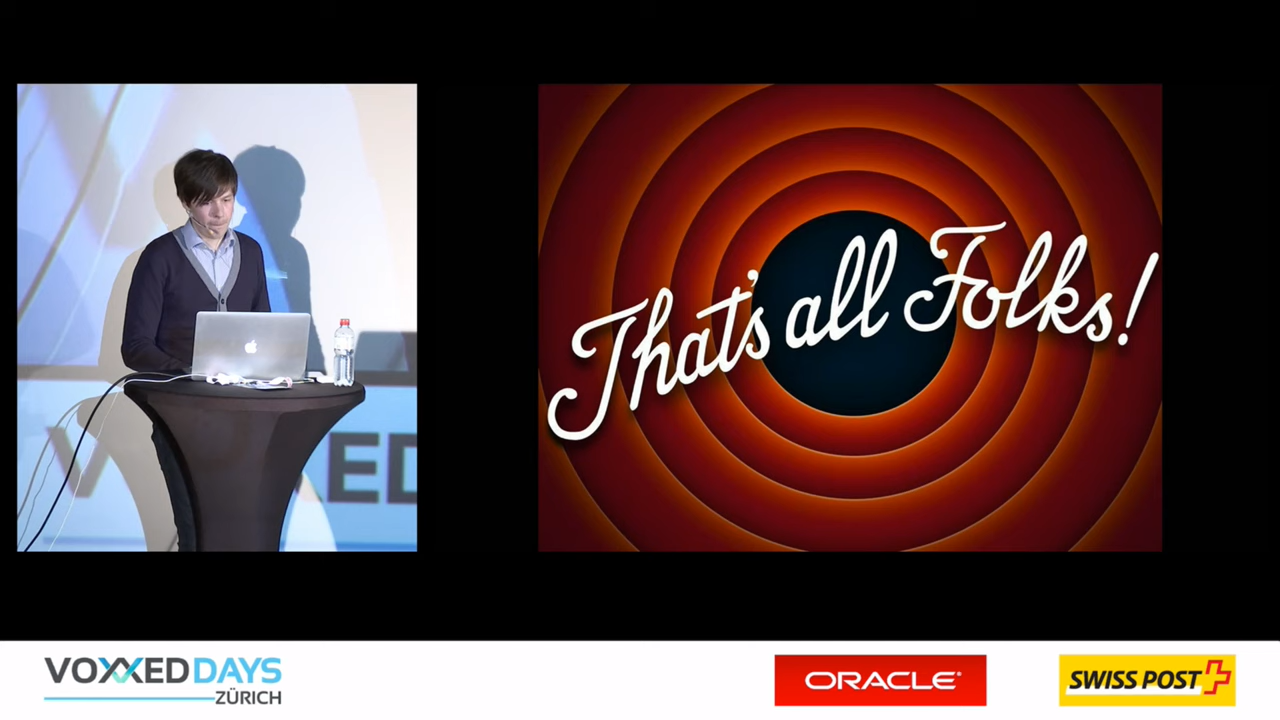 That's all Folks!
VOXXED DAYS
ZÜRICH
ORACLE®
SWISS POST